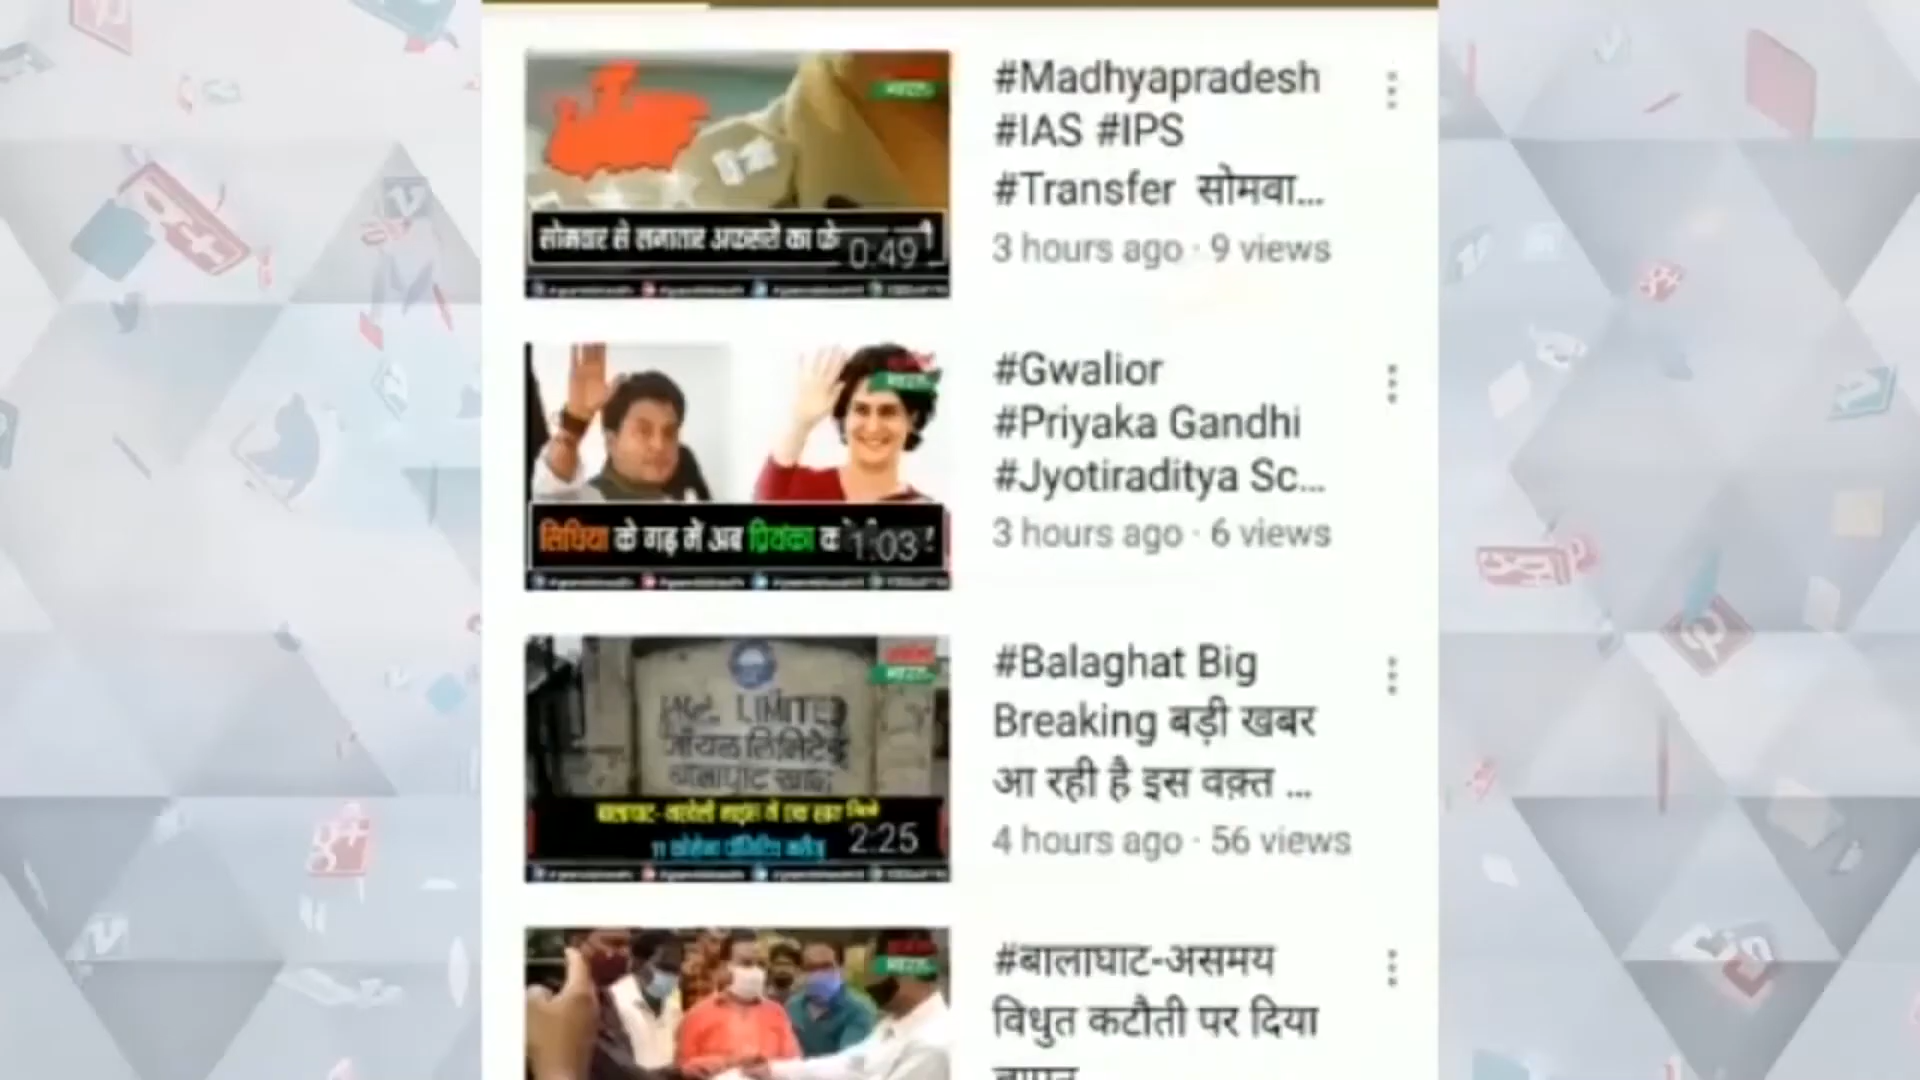 #Madhyapradesh
#IAS #IPS
#Transfer सोमवा...
3 hours ago · 9 views
सोमवार से लगातार अफसरों का फे
0:49
#Gwalior
#Priyaka Gandhi
#Jyotiraditya Sc...
3 hours ago · 6 views
सिंधिया के गढ़ में अब प्रियंका क
1:03
#Balaghat Big
Breaking बड़ी खबर
आ रही है इस वक़्त ...
4 hours ago · 56 views
LIMITED
मॉयल लिमिटेड
बालाघाट खान
2:25
#बालाघाट-असमय
विधुत कटौती पर दिया